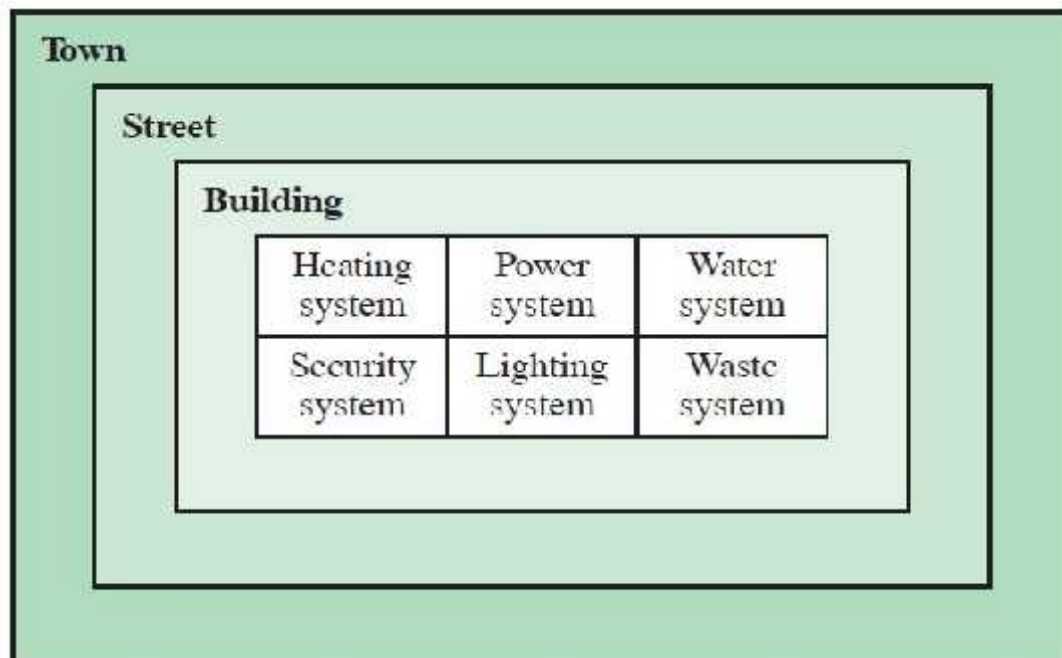 Town
Street
Building
Heating system
Power system
Water system
Security system
Lighting system
Waste system